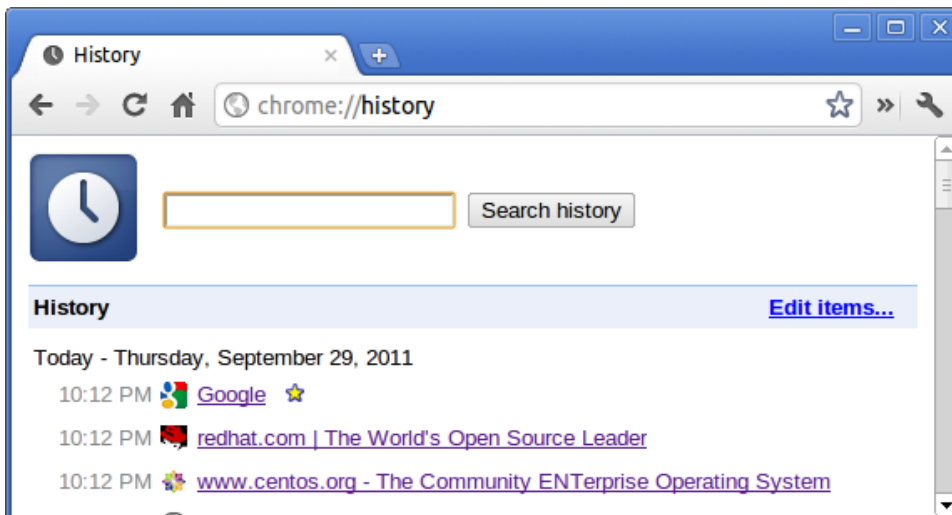 History
chrome://history
Search history
History Edit items...
Today - Thursday, September 29, 2011
10:12 PM Google
10:12 PM redhat.com | The World's Open Source Leader
10:12 PM www.centos.org - The Community ENTerprise Operating System